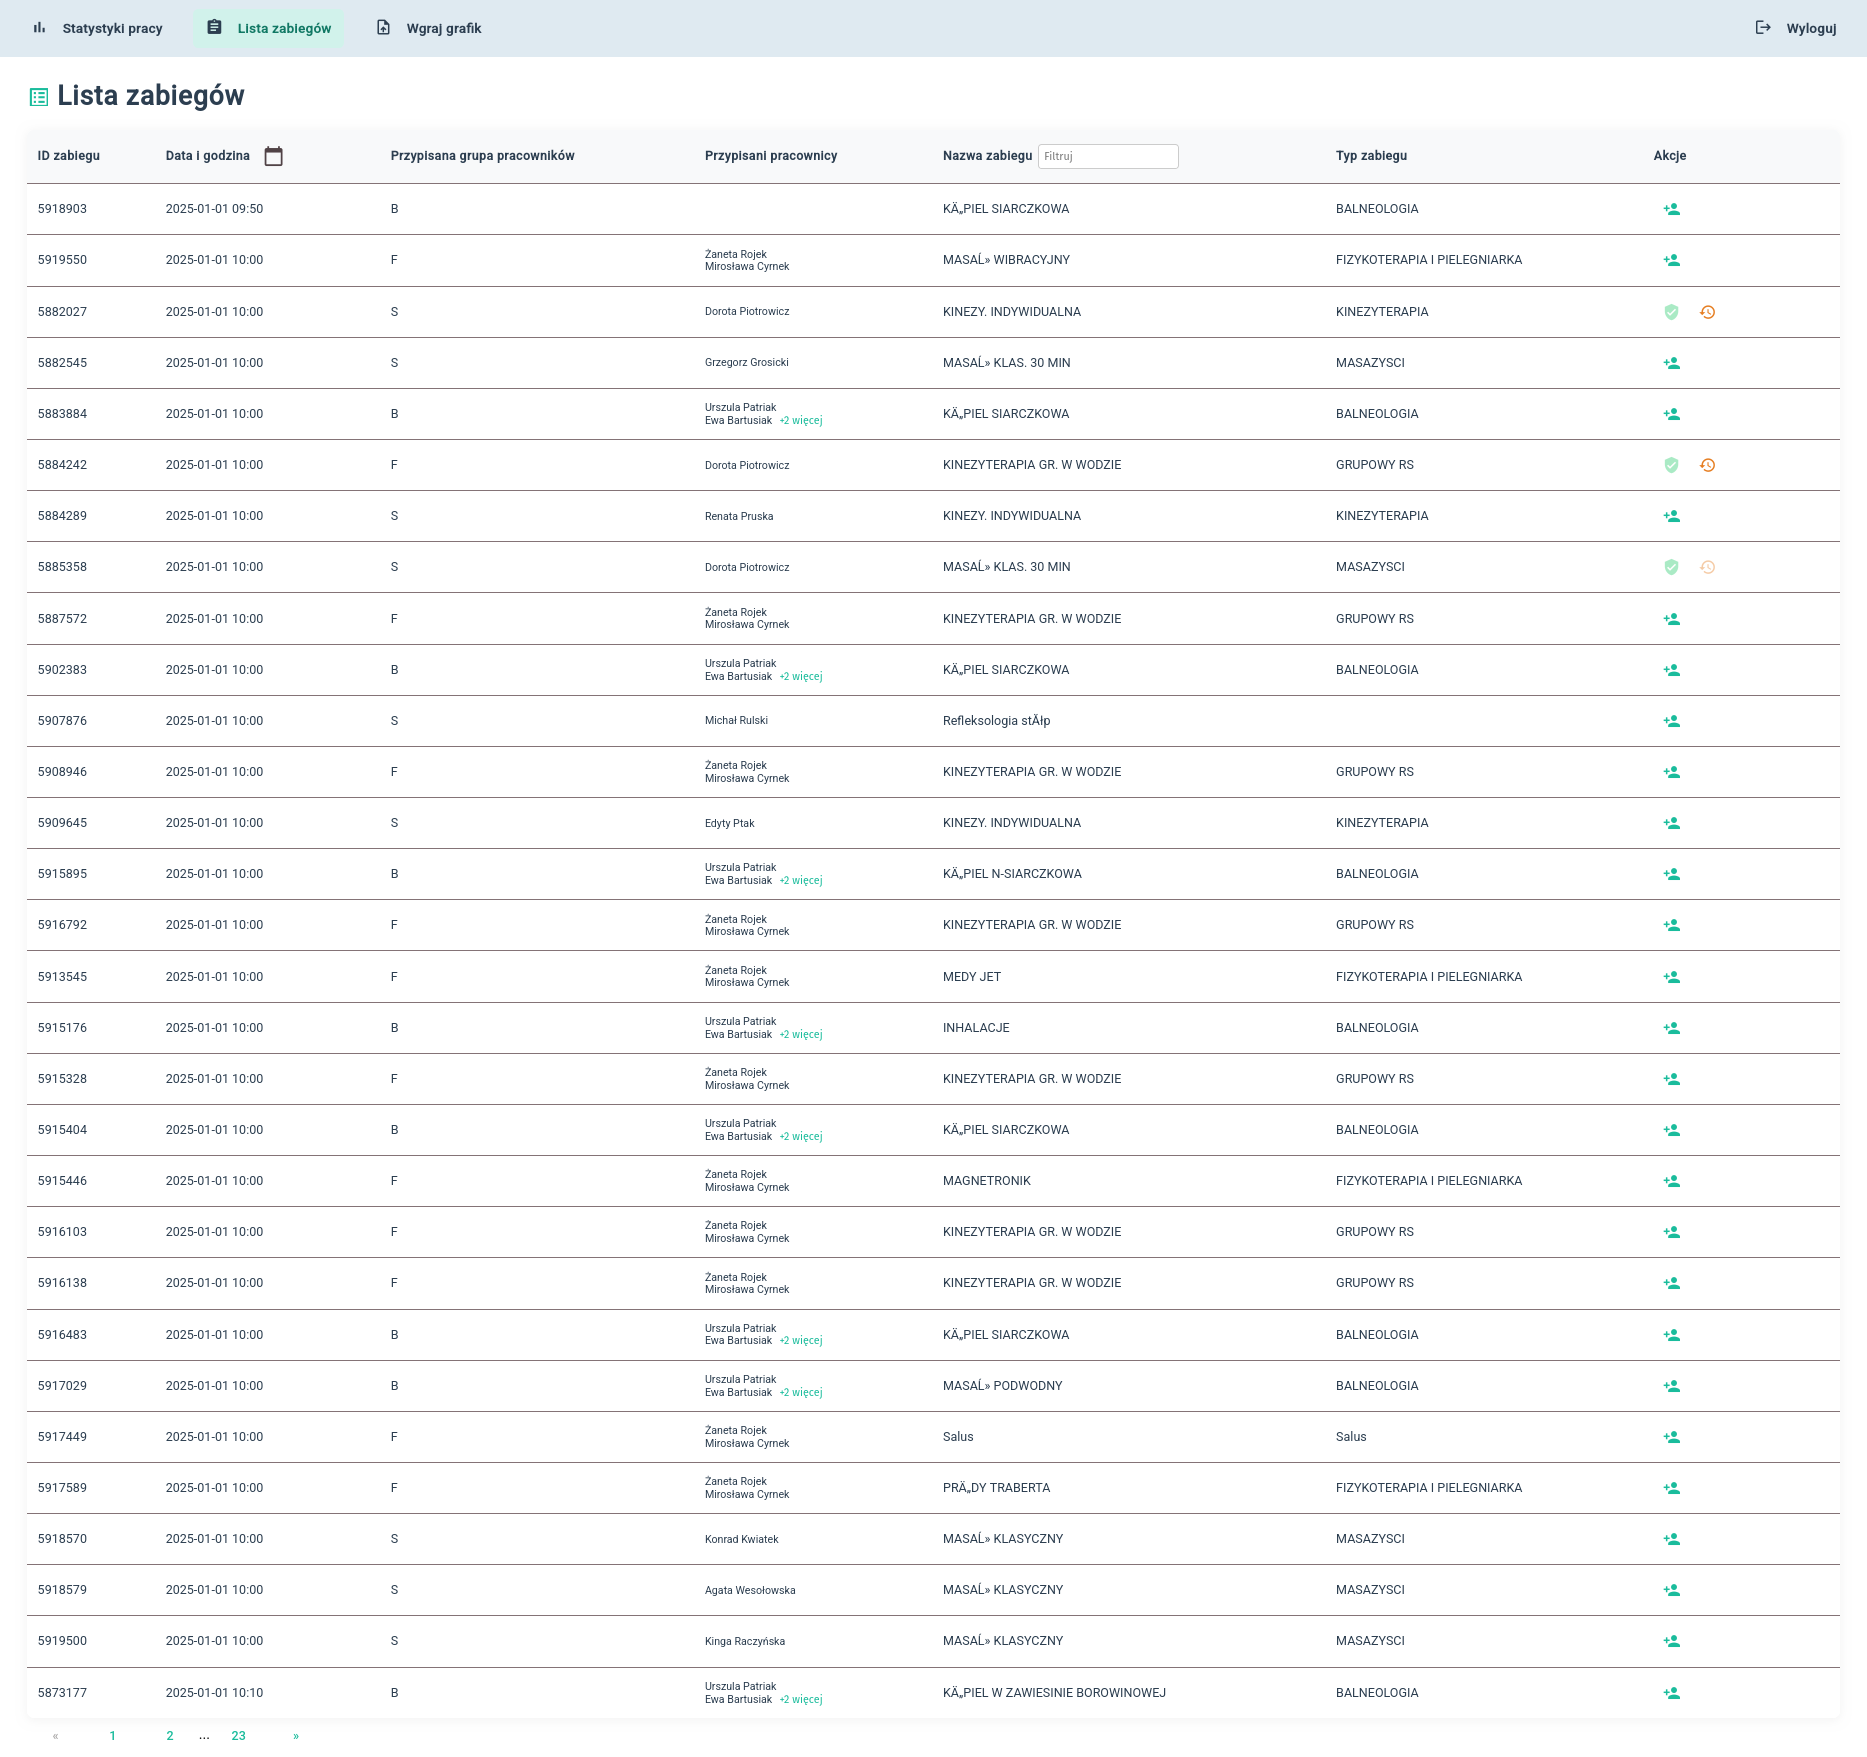 Statystyki pracy Lista zabiegów Wgraj grafik Wyloguj
Lista zabiegów
ID zabiegu Data i godzina Przypisana grupa pracowników Przypisani pracownicy Nazwa zabiegu Filtruj Typ zabiegu Akcje
5918903 2025-01-01 09:50 B KÄ„PIEL SIARCZKOWA BALNEOLOGIA
5919550 2025-01-01 10:00 F Żaneta Rojek Mirosława Cyrnek MASAĹ» WIBRACYJNY FIZYKOTERAPIA I PIELEGNIARKA
5882027 2025-01-01 10:00 S Dorota Piotrowicz KINEZY. INDYWIDUALNA KINEZYTERAPIA
5882545 2025-01-01 10:00 S Grzegorz Grosicki MASAĹ» KLAS. 30 MIN MASAZYSCI
5883884 2025-01-01 10:00 B Urszula Patriak Ewa Bartusiak +2 więcej KÄ„PIEL SIARCZKOWA BALNEOLOGIA
5884242 2025-01-01 10:00 F Dorota Piotrowicz KINEZYTERAPIA GR. W WODZIE GRUPOWY RS
5884289 2025-01-01 10:00 S Renata Pruska KINEZY. INDYWIDUALNA KINEZYTERAPIA
5885358 2025-01-01 10:00 S Dorota Piotrowicz MASAĹ» KLAS. 30 MIN MASAZYSCI
5887572 2025-01-01 10:00 F Żaneta Rojek Mirosława Cyrnek KINEZYTERAPIA GR. W WODZIE GRUPOWY RS
5902383 2025-01-01 10:00 B Urszula Patriak Ewa Bartusiak +2 więcej KÄ„PIEL SIARCZKOWA BALNEOLOGIA
5907876 2025-01-01 10:00 S Michał Rulski Refleksologia stĂłp
5908946 2025-01-01 10:00 F Żaneta Rojek Mirosława Cyrnek KINEZYTERAPIA GR. W WODZIE GRUPOWY RS
5909645 2025-01-01 10:00 S Edyty Ptak KINEZY. INDYWIDUALNA KINEZYTERAPIA
5915895 2025-01-01 10:00 B Urszula Patriak Ewa Bartusiak +2 więcej KÄ„PIEL N-SIARCZKOWA BALNEOLOGIA
5916792 2025-01-01 10:00 F Żaneta Rojek Mirosława Cyrnek KINEZYTERAPIA GR. W WODZIE GRUPOWY RS
5913545 2025-01-01 10:00 F Żaneta Rojek Mirosława Cyrnek MEDY JET FIZYKOTERAPIA I PIELEGNIARKA
5915176 2025-01-01 10:00 B Urszula Patriak Ewa Bartusiak +2 więcej INHALACJE BALNEOLOGIA
5915328 2025-01-01 10:00 F Żaneta Rojek Mirosława Cyrnek KINEZYTERAPIA GR. W WODZIE GRUPOWY RS
5915404 2025-01-01 10:00 B Urszula Patriak Ewa Bartusiak +2 więcej KÄ„PIEL SIARCZKOWA BALNEOLOGIA
5915446 2025-01-01 10:00 F Żaneta Rojek Mirosława Cyrnek MAGNETRONIK FIZYKOTERAPIA I PIELEGNIARKA
5916103 2025-01-01 10:00 F Żaneta Rojek Mirosława Cyrnek KINEZYTERAPIA GR. W WODZIE GRUPOWY RS
5916138 2025-01-01 10:00 F Żaneta Rojek Mirosława Cyrnek KINEZYTERAPIA GR. W WODZIE GRUPOWY RS
5916483 2025-01-01 10:00 B Urszula Patriak Ewa Bartusiak +2 więcej KÄ„PIEL SIARCZKOWA BALNEOLOGIA
5917029 2025-01-01 10:00 B Urszula Patriak Ewa Bartusiak +2 więcej MASAĹ» PODWODNY BALNEOLOGIA
5917449 2025-01-01 10:00 F Żaneta Rojek Mirosława Cyrnek Salus Salus
5917589 2025-01-01 10:00 F Żaneta Rojek Mirosława Cyrnek PRÄ„DY TRABERTA FIZYKOTERAPIA I PIELEGNIARKA
5918570 2025-01-01 10:00 S Konrad Kwiatek MASAĹ» KLASYCZNY MASAZYSCI
5918579 2025-01-01 10:00 S Agata Wesołowska MASAĹ» KLASYCZNY MASAZYSCI
5919500 2025-01-01 10:00 S Kinga Raczyńska MASAĹ» KLASYCZNY MASAZYSCI
5873177 2025-01-01 10:10 B Urszula Patriak Ewa Bartusiak +2 więcej KÄ„PIEL W ZAWIESINIE BOROWINOWEJ BALNEOLOGIA
« 1 2 ... 23 »